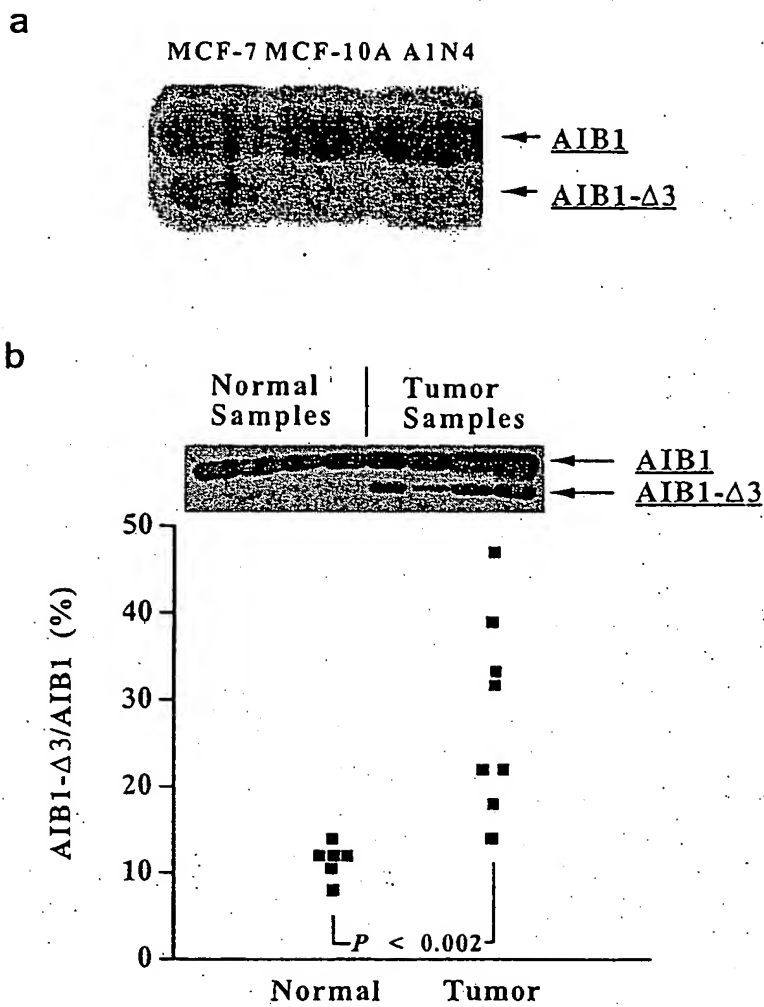 a
MCF-7 MCF-10A A1N4
AIB1
AIB1-Δ3
b
Normal Samples
Tumor Samples
AIB1
AIB1-Δ3
AIB1-Δ3/AIB1 (%)
50
40
30
20
10
0
P < 0.002
Normal Tumor